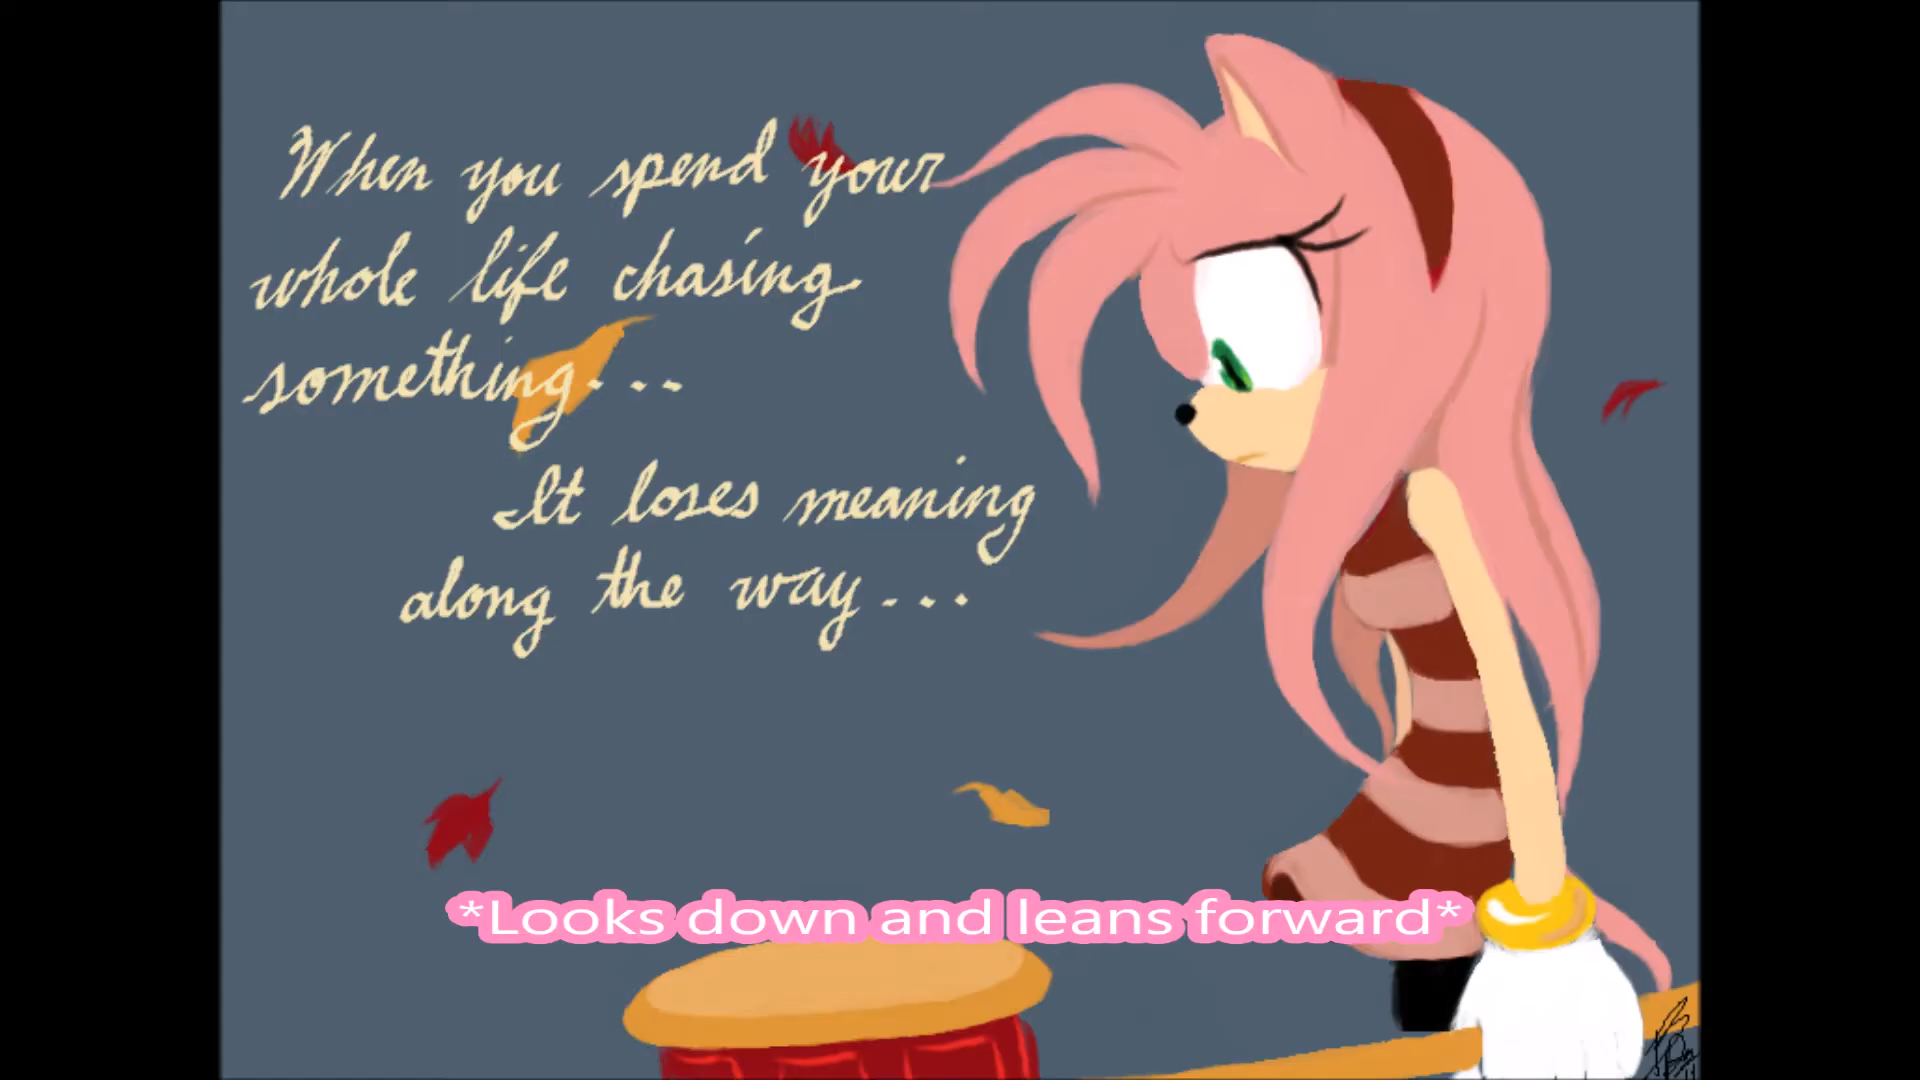 When you spend your
whole life chasing
something...
It loses meaning
along the way...
*Looks down and leans forward*